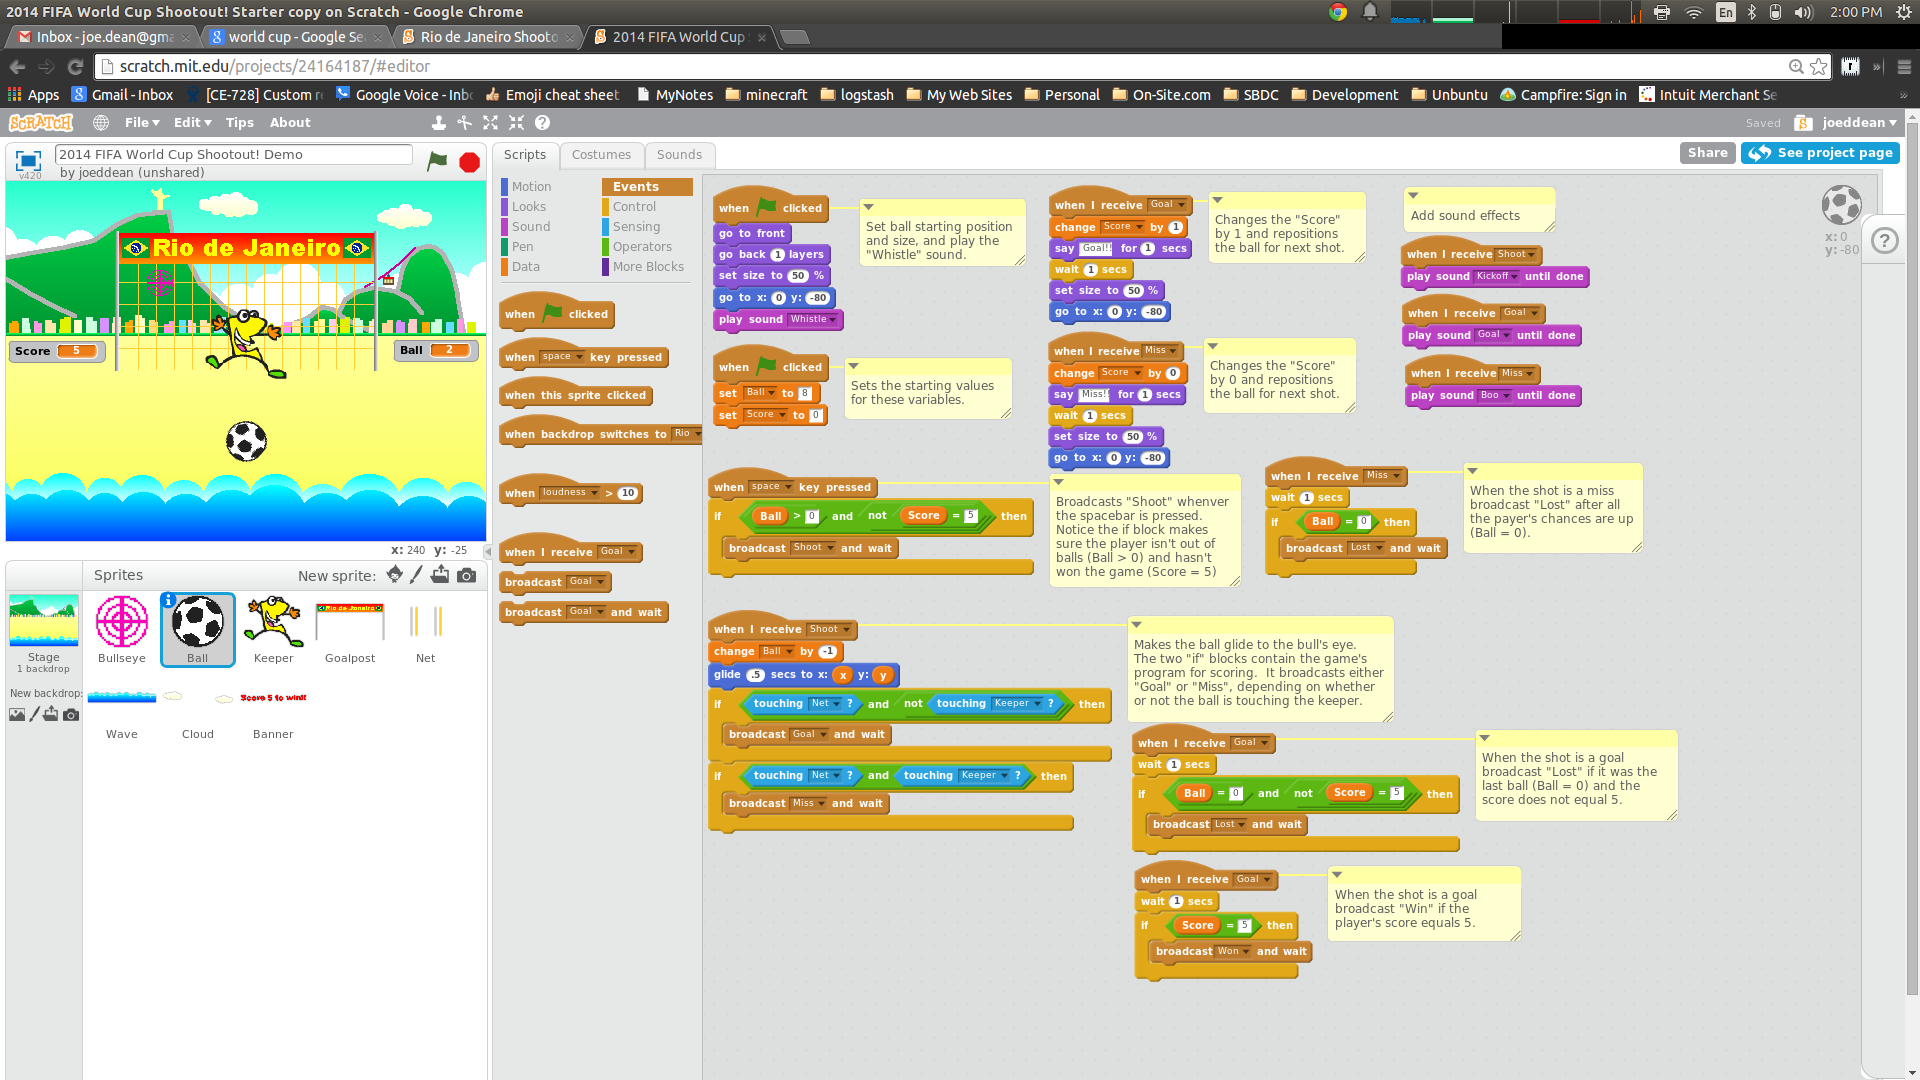 2014 FIFA World Cup Shootout! Starter copy on Scratch - Google Chrome
En
2:00 PM
Inbox - joe.dean@gma
world cup - Google Se
Rio de Janeiro Shooto
2014 FIFA World Cup
scratch.mit.edu/projects/24164187/#editor
Apps
Gmail - Inbox
[CE-728] Custom r
Google Voice - Inb
Emoji cheat sheet
MyNotes
minecraft
logstash
My Web Sites
Personal
On-Site.com
SBDC
Development
Unbuntu
Campfire: Sign in
Intuit Merchant Se
SCRATCH
File
Edit
Tips
About
Saved
joeddean
v420
2014 FIFA World Cup Shootout! Demo
by joeddean (unshared)
Scripts
Costumes
Sounds
Share
See project page
Rio de Janeiro
Score 5
Ball 2
x: 240 y: -25
Sprites
New sprite:
Stage
1 backdrop
New backdrop:
Bullseye
Ball
Keeper
Rio de Janeiro
Goalpost
Net
Wave
Cloud
Score 5 to win!!
Banner
Motion
Looks
Sound
Pen
Data
Events
Control
Sensing
Operators
More Blocks
when clicked
when space key pressed
when this sprite clicked
when backdrop switches to Rio
when loudness > 10
when I receive Goal
broadcast Goal
broadcast Goal and wait
when clicked
go to front
go back 1 layers
set size to 50 %
go to x: 0 y: -80
play sound Whistle
Set ball starting position
and size, and play the
"Whistle" sound.
when clicked
set Ball to 8
set Score to 0
Sets the starting values
for these variables.
when I receive Goal
change Score by 1
say Goal!! for 1 secs
wait 1 secs
set size to 50 %
go to x: 0 y: -80
Changes the "Score"
by 1 and repositions
the ball for next shot.
when I receive Miss
change Score by 0
say Miss!! for 1 secs
wait 1 secs
set size to 50 %
go to x: 0 y: -80
Changes the "Score"
by 0 and repositions
the ball for next shot.
Add sound effects
when I receive Shoot
play sound Kickoff until done
when I receive Goal
play sound Goal until done
when I receive Miss
play sound Boo until done
x: 0
y: -80
?
when space key pressed
if Ball > 0 and not Score = 5 then
broadcast Shoot and wait
Broadcasts "Shoot" whenver
the spacebar is pressed.
Notice the if block makes
sure the player isn't out of
balls (Ball > 0) and hasn't
won the game (Score = 5)
when I receive Miss
wait 1 secs
if Ball = 0 then
broadcast Lost and wait
When the shot is a miss
broadcast "Lost" after all
the payer's chances are up
(Ball = 0).
when I receive Shoot
change Ball by -1
glide .5 secs to x: x y: y
if touching Net ? and not touching Keeper ? then
broadcast Goal and wait
if touching Net ? and touching Keeper ? then
broadcast Miss and wait
Makes the ball glide to the bull's eye.
The two "if" blocks contain the game's
program for scoring. It broadcasts either
"Goal" or "Miss", depending on whether
or not the ball is touching the keeper.
when I receive Goal
wait 1 secs
if Ball = 0 and not Score = 5 then
broadcast Lost and wait
When the shot is a goal
broadcast "Lost" if it was the
last ball (Ball = 0) and the
score does not equal 5.
when I receive Goal
wait 1 secs
if Score = 5 then
broadcast Won and wait
When the shot is a goal
broadcast "Win" if the
player's score equals 5.